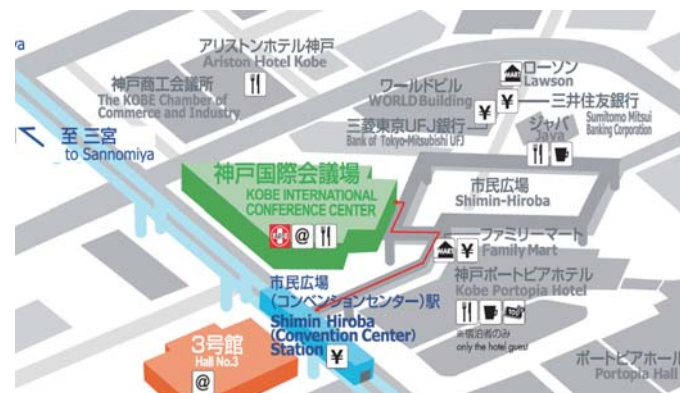 ya
アリストンホテル神戸
Ariston Hotel Kobe
神戸商工会議所
The KOBE Chamber of
Commerce and Industry
至 三宮
to Sannomiya
ワールドビル
WORLD Building
MART
ローソン
Lawson
¥
¥
三井住友銀行
Sumitomo Mitsui
Banking Corporation
三菱東京UFJ銀行
Bank of Tokyo-Mitsubishi UFJ
ジャバ
Java
神戸国際会議場
KOBE INTERNATIONAL
CONFERENCE CENTER
@
市民広場
Shimin-Hiroba
MART
¥
ファミリーマート
Family Mart
市民広場
(コンベンションセンター)駅
Shimin Hiroba
(Convention Center)
Station
¥
神戸ポートピアホテル
Kobe Portopia Hotel
※宿泊者のみ
only the hotel guest
3号館
Hall No.3
@
ポートピアホール
Portopia Hall